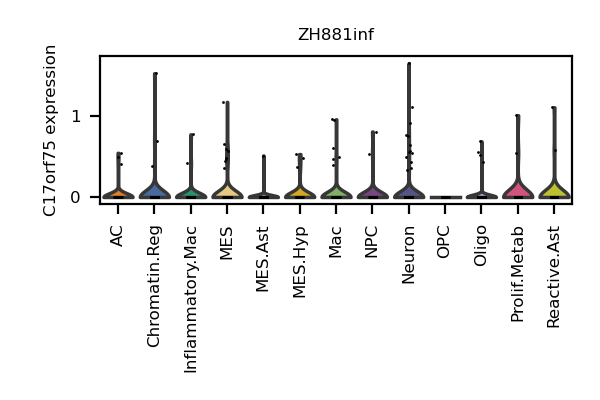 ZH881inf
C17orf75 expression
1
0
AC
Chromatin.Reg
Inflammatory.Mac
MES
MES.Ast
MES.Hyp
Mac
NPC
Neuron
OPC
Oligo
Prolif.Metab
Reactive.Ast